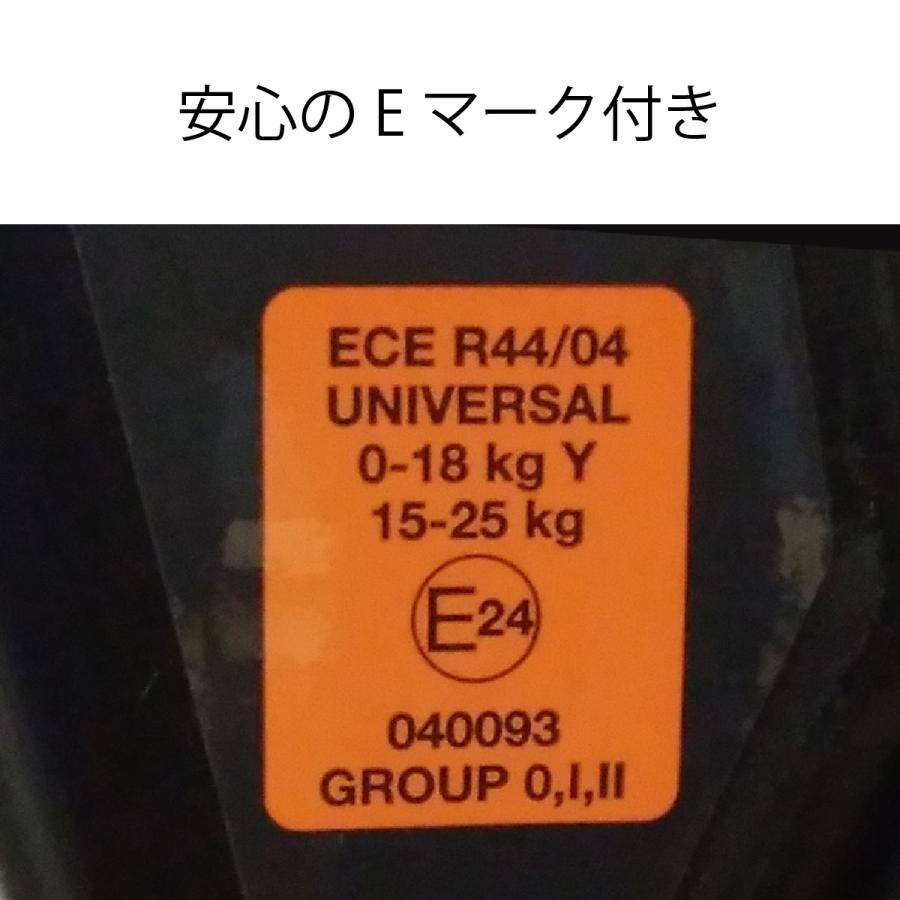 安心のEマーク付き
ECE R44/04
UNIVERSAL
0-18 kg Y
15-25 kg
E24
040093
GROUP 0,I,II